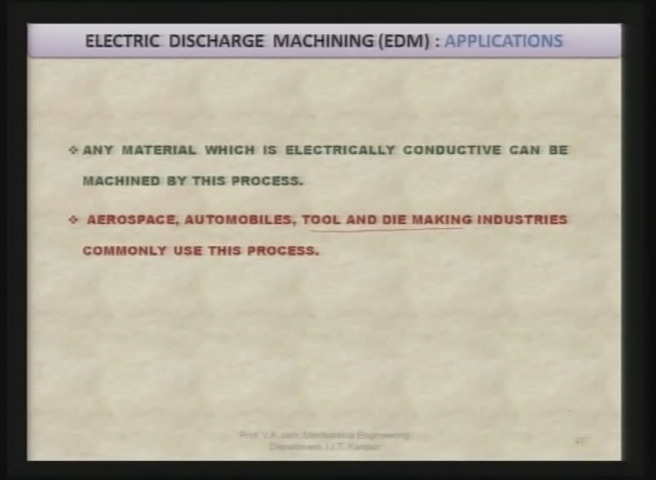 ELECTRIC DISCHARGE MACHINING (EDM) : APPLICATIONS
ANY MATERIAL WHICH IS ELECTRICALLY CONDUCTIVE CAN BE
MACHINED BY THIS PROCESS.
AEROSPACE, AUTOMOBILES, TOOL AND DIE MAKING INDUSTRIES
COMMONLY USE THIS PROCESS.
Prof. V.K.Jain, Mechanical Engineering
Department, I.I.T. Kanpur
47